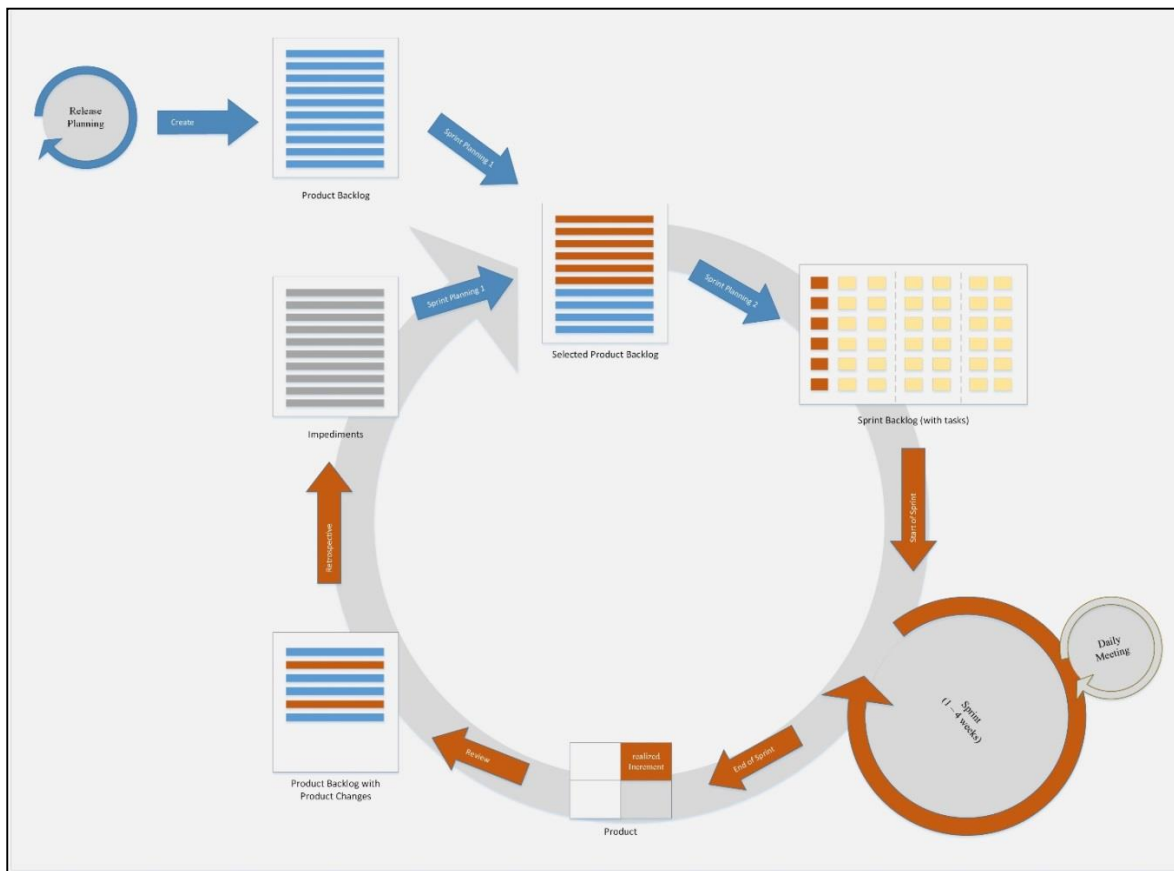 Release
Planning
Create
Product Backlog
Sprint Planning 1
Selected Product Backlog
Sprint Planning 1
Sprint Planning 2
Sprint Backlog (with tasks)
Impediments
Start of Sprint
Daily
Meeting
Sprint
(1 – 4 weeks)
End of Sprint
realized
Increment
Product
Review
Product Backlog with
Product Changes
Retrospective